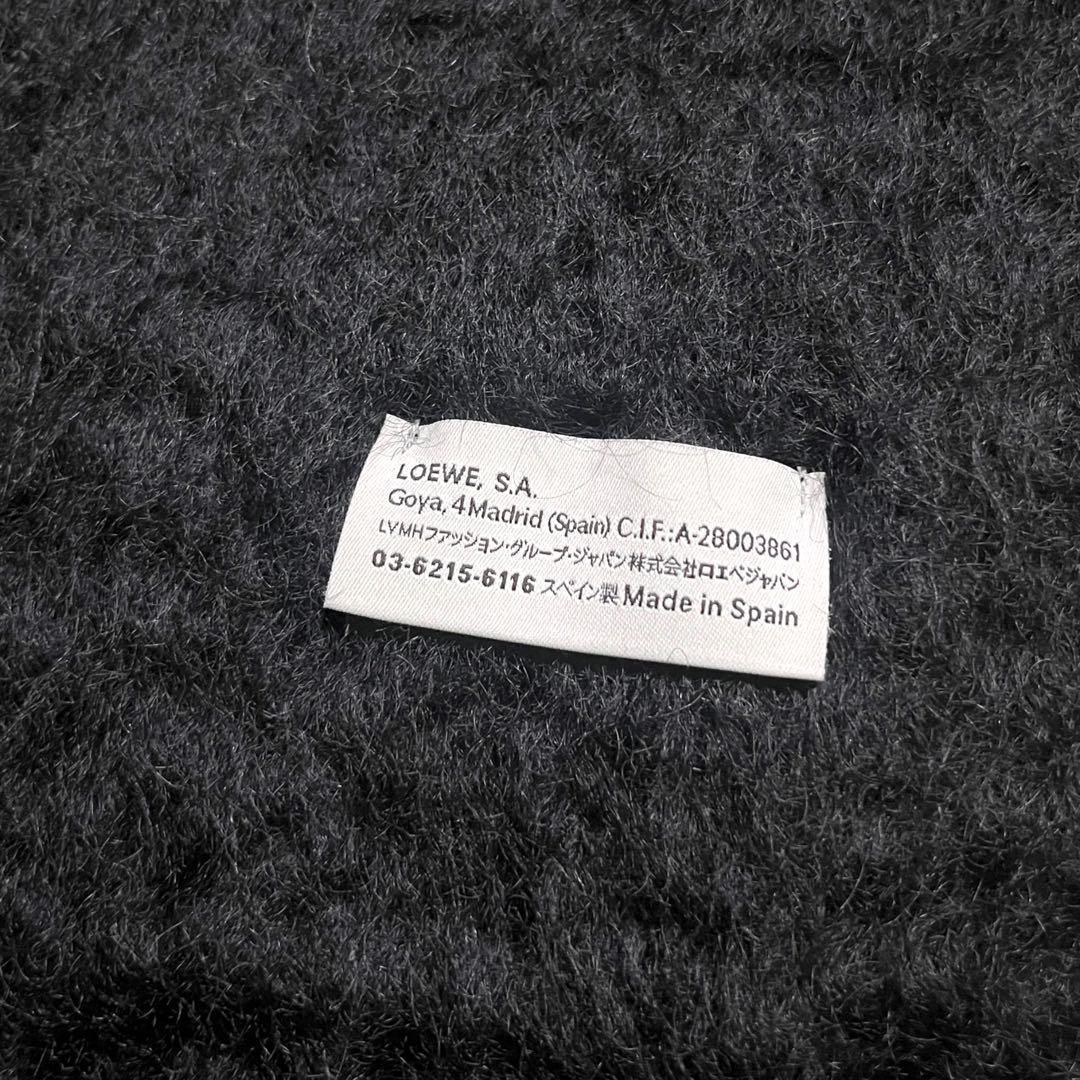 LOEWE, S.A.
Goya, 4 Madrid (Spain) C.I.F.:A-28003861
LVMHファッション・グループ・ジャパン株式会社ロエベジャパン
03-6215-6116 スペイン製 Made in Spain